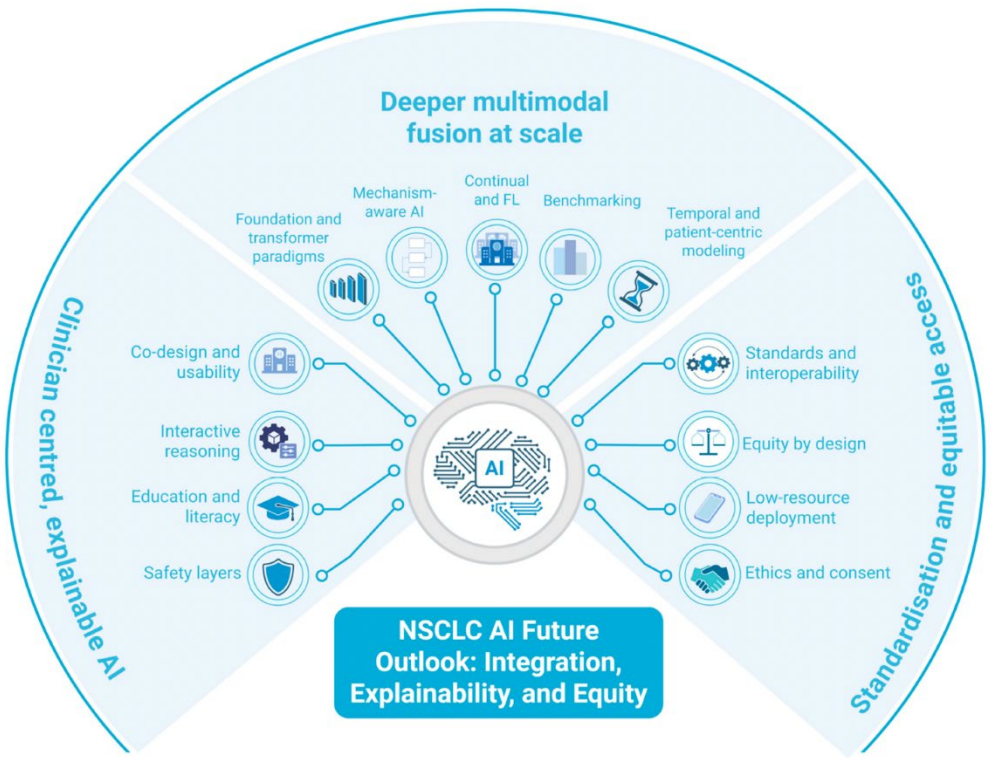 Deeper multimodal
fusion at scale
Foundation and
transformer
paradigms
Mechanism-
aware AI
Continual
and FL
Benchmarking
Temporal and
patient-centric
modeling
Clinician centred, explainable AI
Co-design and
usability
Interactive
reasoning
Education and
literacy
Safety layers
AI
Standardisation and equitable access
Standards and
interoperability
Equity by design
Low-resource
deployment
Ethics and consent
NSCLC AI Future
Outlook: Integration,
Explainability, and Equity